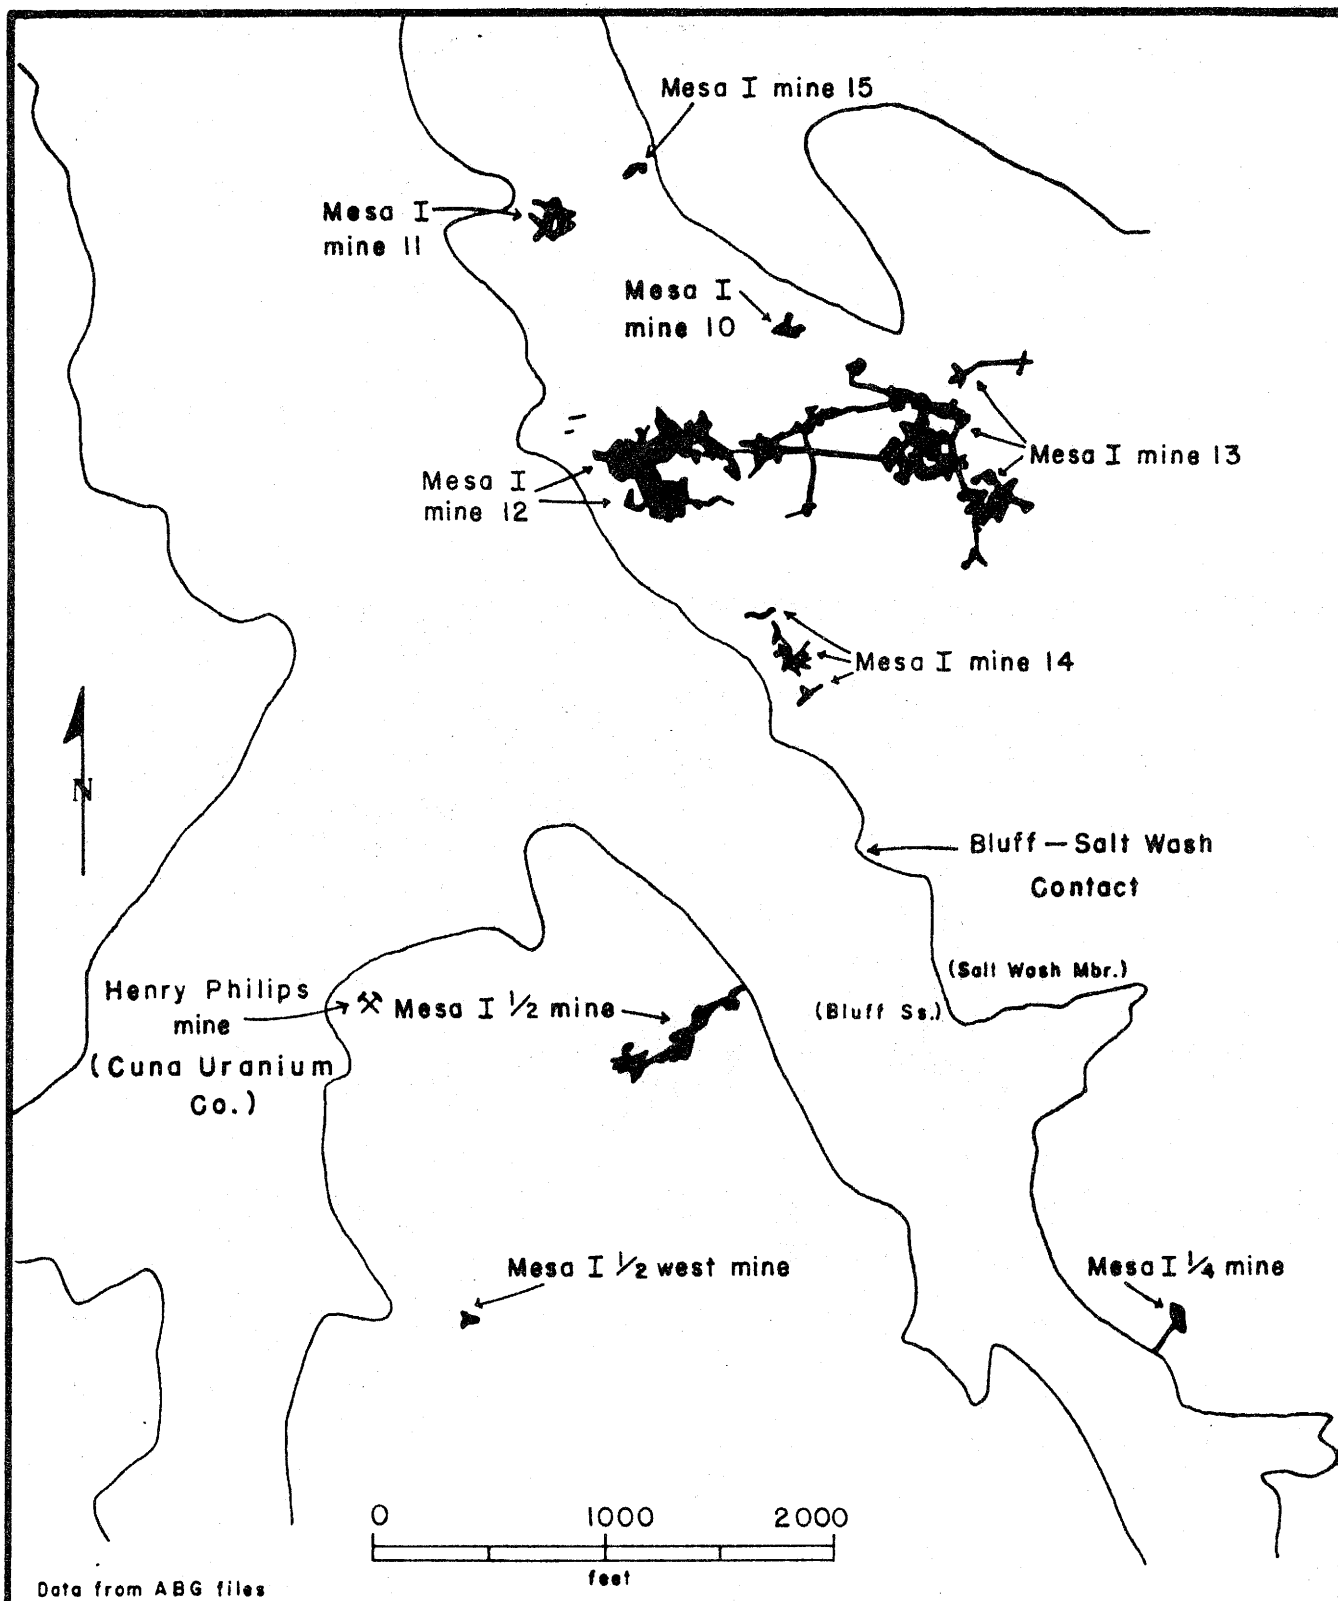 Mesa I mine 15
Mesa I
mine 11
Mesa I
mine 10
Mesa I mine 13
Mesa I
mine 12
Mesa I mine 14
N
Bluff — Salt Wash
Contact
(Salt Wash Mbr.)
(Bluff Ss.)
Henry Philips
mine
(Cuna Uranium
Co.)
Mesa I 1/2 mine
Mesa I 1/2 west mine
Mesa I 1/4 mine
0 1000 2000
feet
Data from ABG files